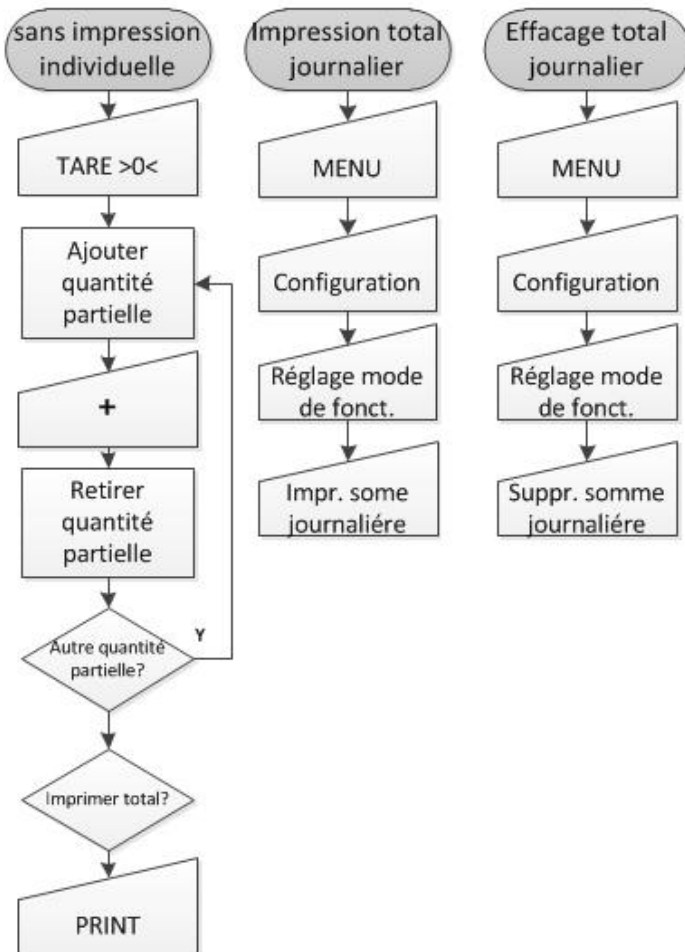 sans impression
individuelle
TARE >0<
Ajouter
quantité
partielle
+
Retirer
quantité
partielle
Autre quantité
partielle?
Y
Imprimer total?
PRINT
Impression total
journalier
MENU
Configuration
Réglage mode
de fonct.
Impr. some
journaliére
Effacage total
journalier
MENU
Configuration
Réglage mode
de fonct.
Suppr. somme
journaliére